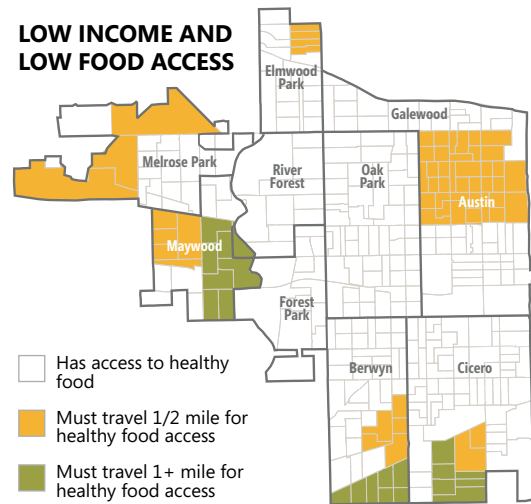 LOW INCOME AND
LOW FOOD ACCESS
Elmwood
Park
Galewood
Melrose Park
River
Forest
Oak
Park
Austin
Maywood
Forest
Park
Berwyn
Cicero
Has access to healthy
food
Must travel 1/2 mile for
healthy food access
Must travel 1+ mile for
healthy food access